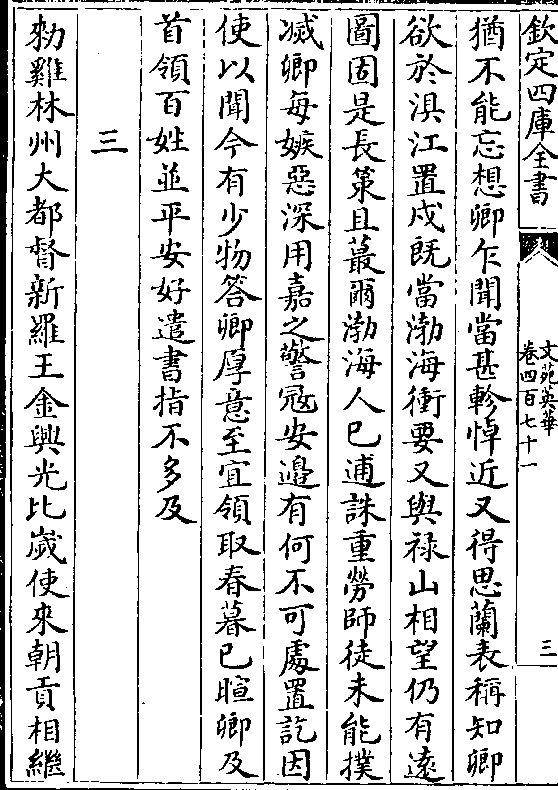 欽定四庫全書
文苑英華
卷四百七十一
三
猶不能忘想卿乍聞當甚軫悼近又得思蘭表稱知卿
欲於浿江置戍既當渤海衝要又與祿山相望仍有遠
圖固是長策且蕞爾渤海人已逋誅重勞師徒未能撲
滅卿每嫉惡深用嘉之警冦安邊有何不可處置訖因
使以聞今有少物答卿厚意至宜領取春暮已暄卿及
首領百姓並平安好遣書指不多及
三
勑雞林州大都督新羅王金興光比嵗使來朝貢相繼